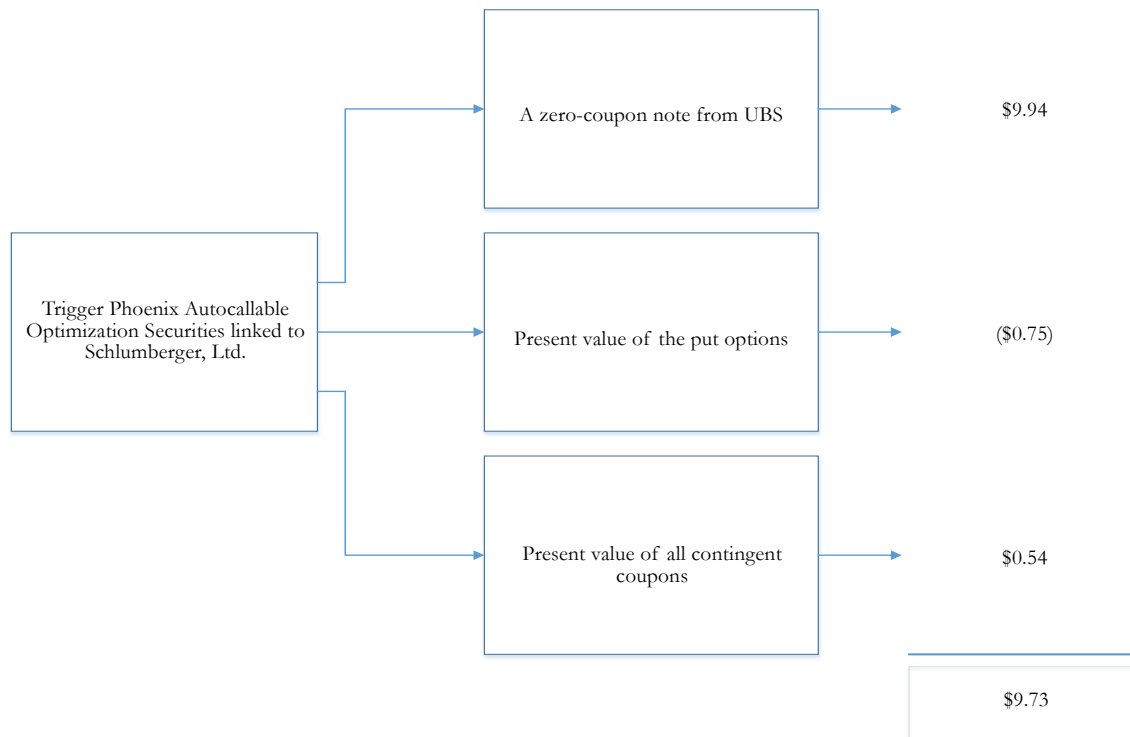 A zero-coupon note from UBS
$9.94
Trigger Phoenix Autocallable
Optimization Securities linked to
Schlumberger, Ltd.
Present value of the put options
($0.75)
Present value of all contingent
coupons
$0.54
$9.73